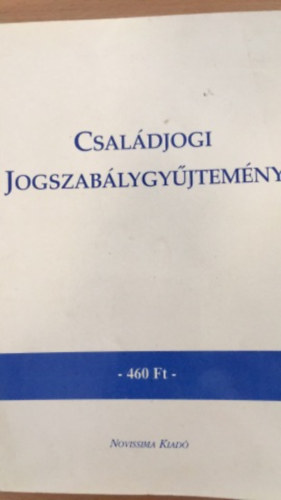 CSALÁDJOGI
JOGSZABÁLYGYŰJTEMÉNY
- 460 Ft -
NOVISSIMA KIADÓ